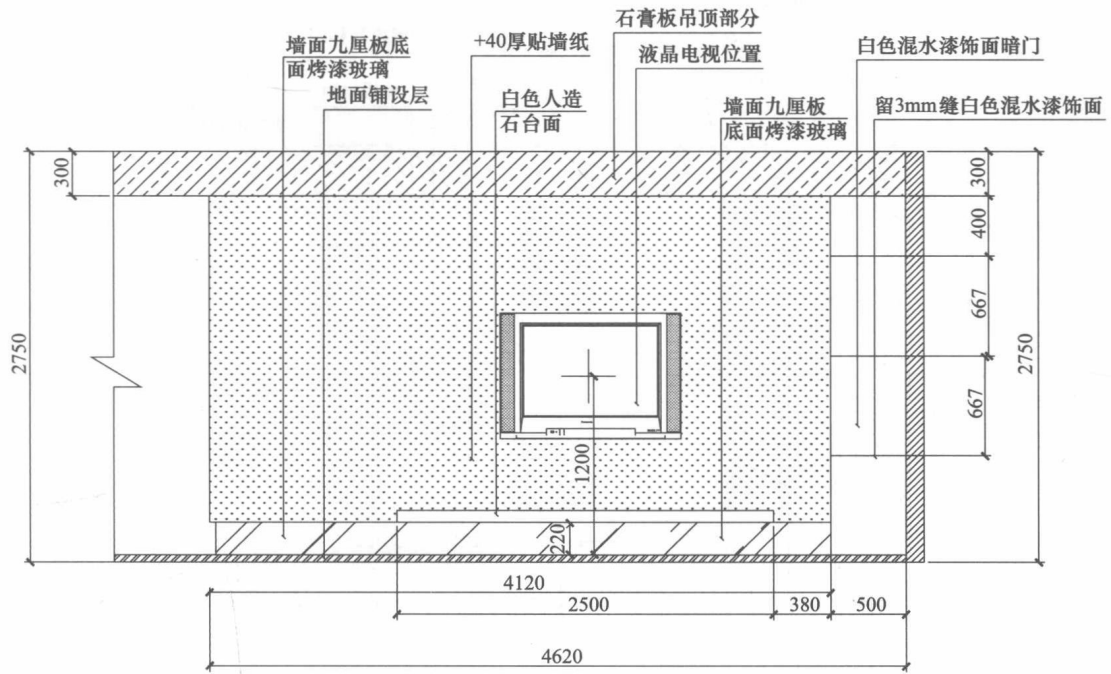 石膏板吊顶部分
墙面九厘板底
面烤漆玻璃
+40厚贴墙纸
液晶电视位置
白色混水漆饰面暗门
地面铺设层
白色人造
石台面
墙面九厘板
底面烤漆玻璃
留3mm缝白色混水漆饰面
300
300
400
667
2750
2750
667
1200
220
4120
2500
380
500
4620